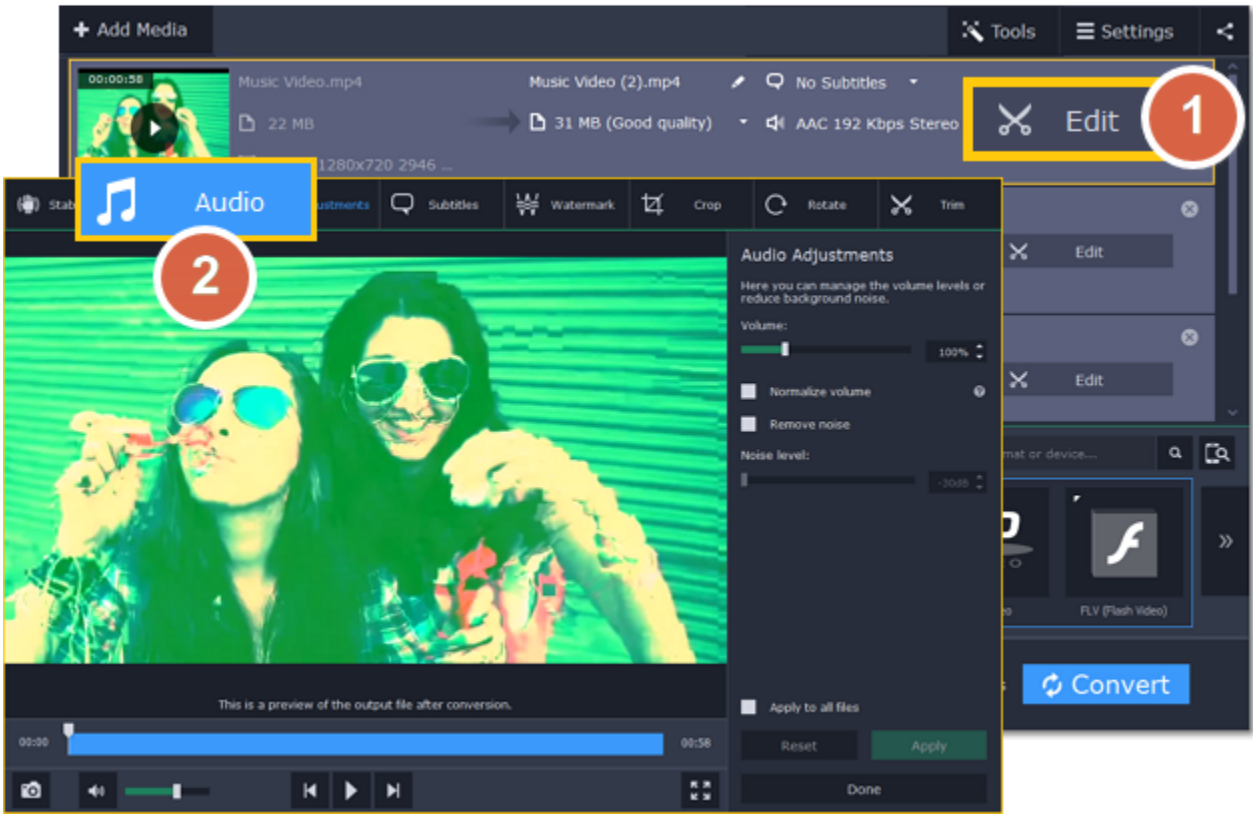 Add Media
Tools
Settings
00:00:58
Music Video.mp4
Music Video (2).mp4
No Subtitles
22 MB
31 MB (Good quality)
AAC 192 Kbps Stereo
Edit
1
1280x720 2946 ...
Audio
2
Subtitles
Watermark
Crop
Rotate
Trim
Edit
Edit
Audio Adjustments
Here you can manage the volume levels or
reduce background noise.
Volume:
100%
Normalize volume
Remove noise
Noise level:
-30dB
or device...
FLV (Flash Video)
This is a preview of the output file after conversion.
Apply to all files
00:00
00:58
Reset
Apply
Done
Convert